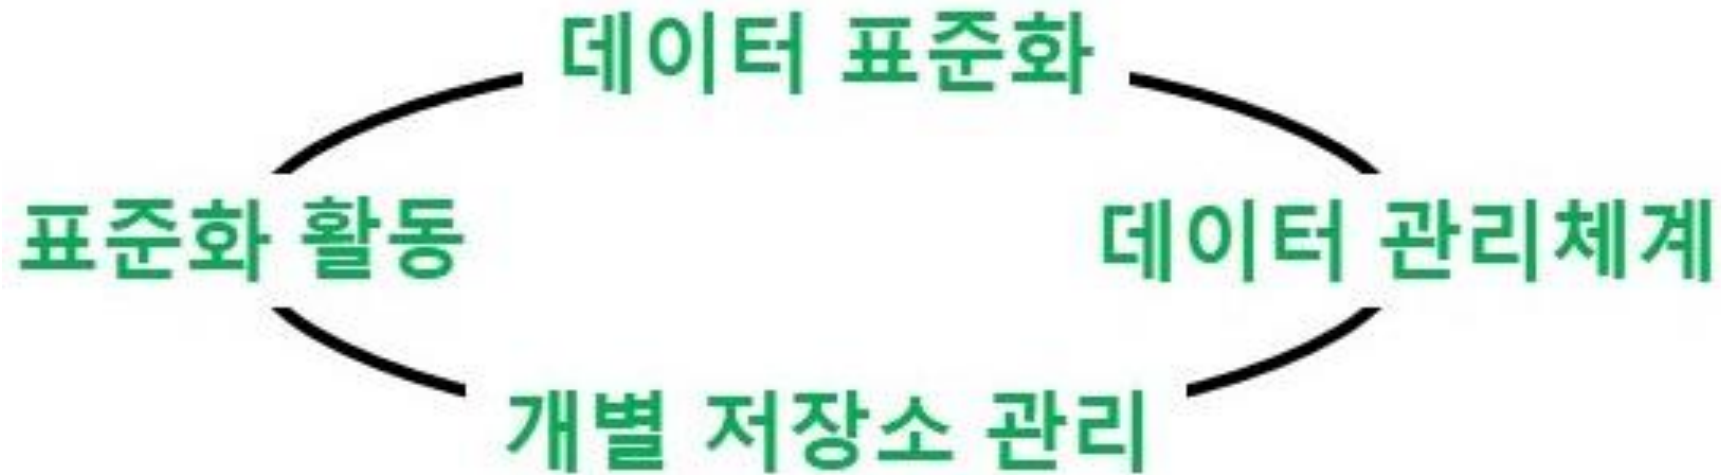 데이터 표준화
표준화 활동
데이터 관리체계
개별 저장소 관리